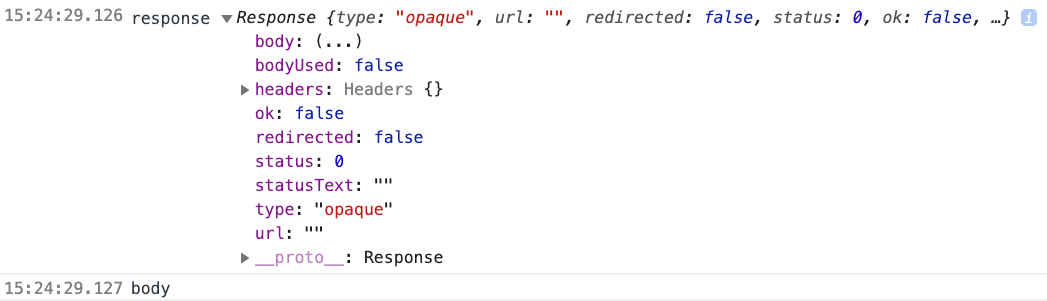 15:24:29.126 response ▼Response {type: "opaque", url: "", redirected: false, status: 0, ok: false, …} i
body: (...)
bodyUsed: false
▶headers: Headers {}
ok: false
redirected: false
status: 0
statusText: ""
type: "opaque"
url: ""
▶__proto__: Response
15:24:29.127 body